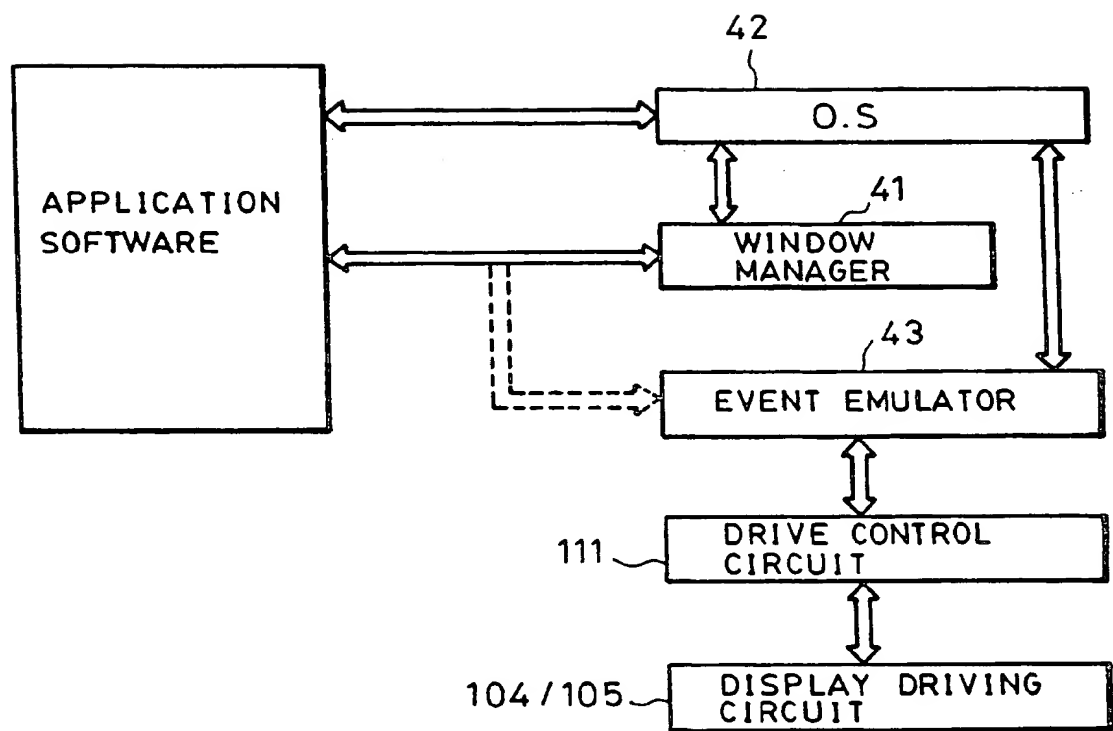 42
O.S
APPLICATION
SOFTWARE
41
WINDOW
MANAGER
43
EVENT EMULATOR
111
DRIVE CONTROL
CIRCUIT
104/105
DISPLAY DRIVING
CIRCUIT